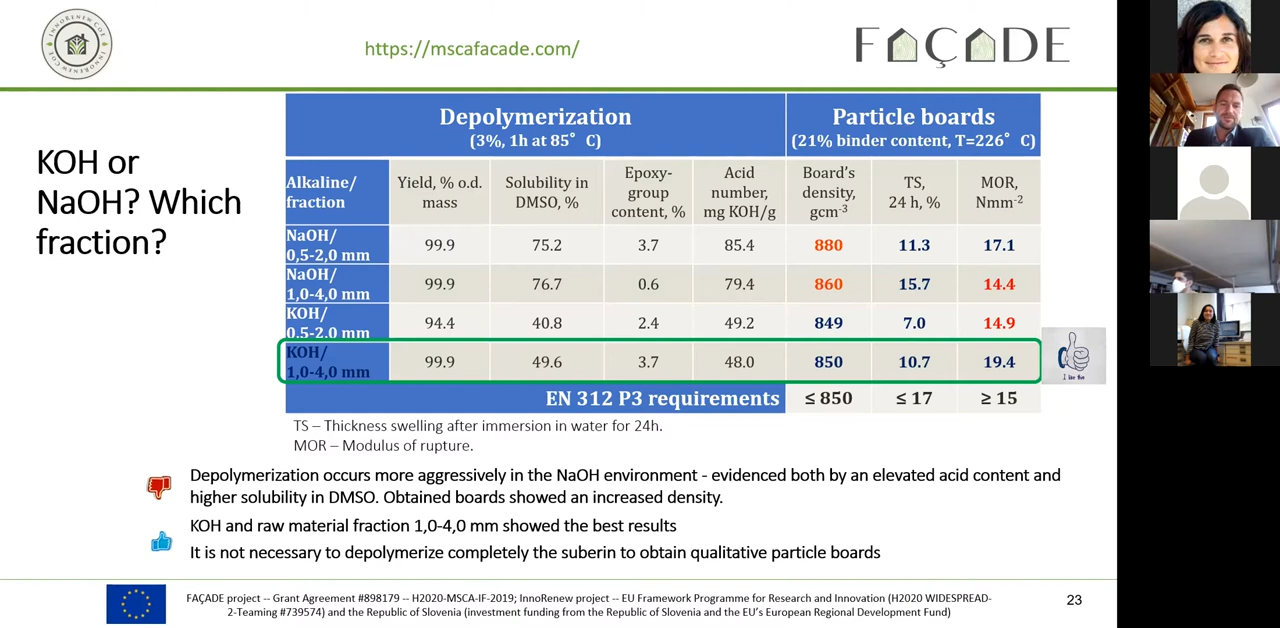 INNORENEW COE
https://mscafacade.com/
FAÇADE
KOH or
NaOH? Which
fraction?
Depolymerization
(3%, 1h at 85° C)
Particle boards
(21% binder content, T=226° C)
Alkaline/
fraction
Yield, % o.d.
mass
Solubility in
DMSO, %
Epoxy-
group
content, %
Acid
number,
mg KOH/g
Board's
density,
gcm-3
TS,
24 h, %
MOR,
Nmm-2
NaOH/
0,5-2,0 mm
99.9
75.2
3.7
85.4
880
11.3
17.1
NaOH/
1,0-4,0 mm
99.9
76.7
0.6
79.4
860
15.7
14.4
KOH/
0.5-2.0 mm
94.4
40.8
2.4
49.2
849
7.0
14.9
KOH/
1,0-4,0 mm
99.9
49.6
3.7
48.0
850
10.7
19.4
I like this
EN 312 P3 requirements
≤ 850
≤ 17
≥ 15
TS – Thickness swelling after immersion in water for 24h.
MOR – Modulus of rupture.
Depolymerization occurs more aggressively in the NaOH environment - evidenced both by an elevated acid content and
higher solubility in DMSO. Obtained boards showed an increased density.
KOH and raw material fraction 1,0-4,0 mm showed the best results
It is not necessary to depolymerize completely the suberin to obtain qualitative particle boards
FAÇADE project -- Grant Agreement #898179 -- H2020-MSCA-IF-2019; InnoRenew project -- EU Framework Programme for Research and Innovation (H2020 WIDESPREAD-
2-Teaming #739574) and the Republic of Slovenia (investment funding from the Republic of Slovenia and the EU's European Regional Development Fund)
23